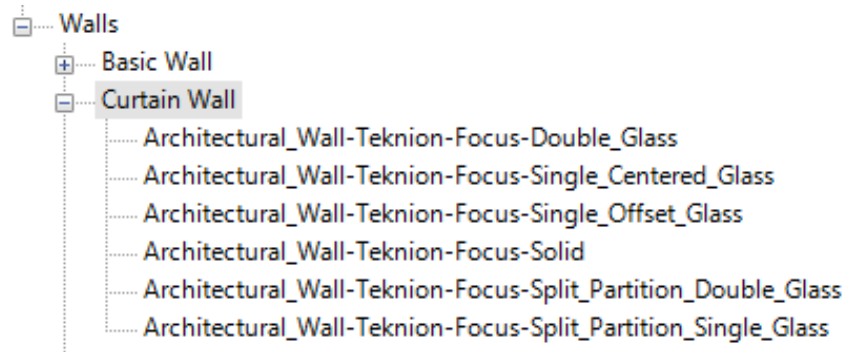 Walls
Basic Wall
Curtain Wall
Architectural_Wall-Teknion-Focus-Double_Glass
Architectural_Wall-Teknion-Focus-Single_Centered_Glass
Architectural_Wall-Teknion-Focus-Single_Offset_Glass
Architectural_Wall-Teknion-Focus-Solid
Architectural_Wall-Teknion-Focus-Split_Partition_Double_Glass
Architectural_Wall-Teknion-Focus-Split_Partition_Single_Glass